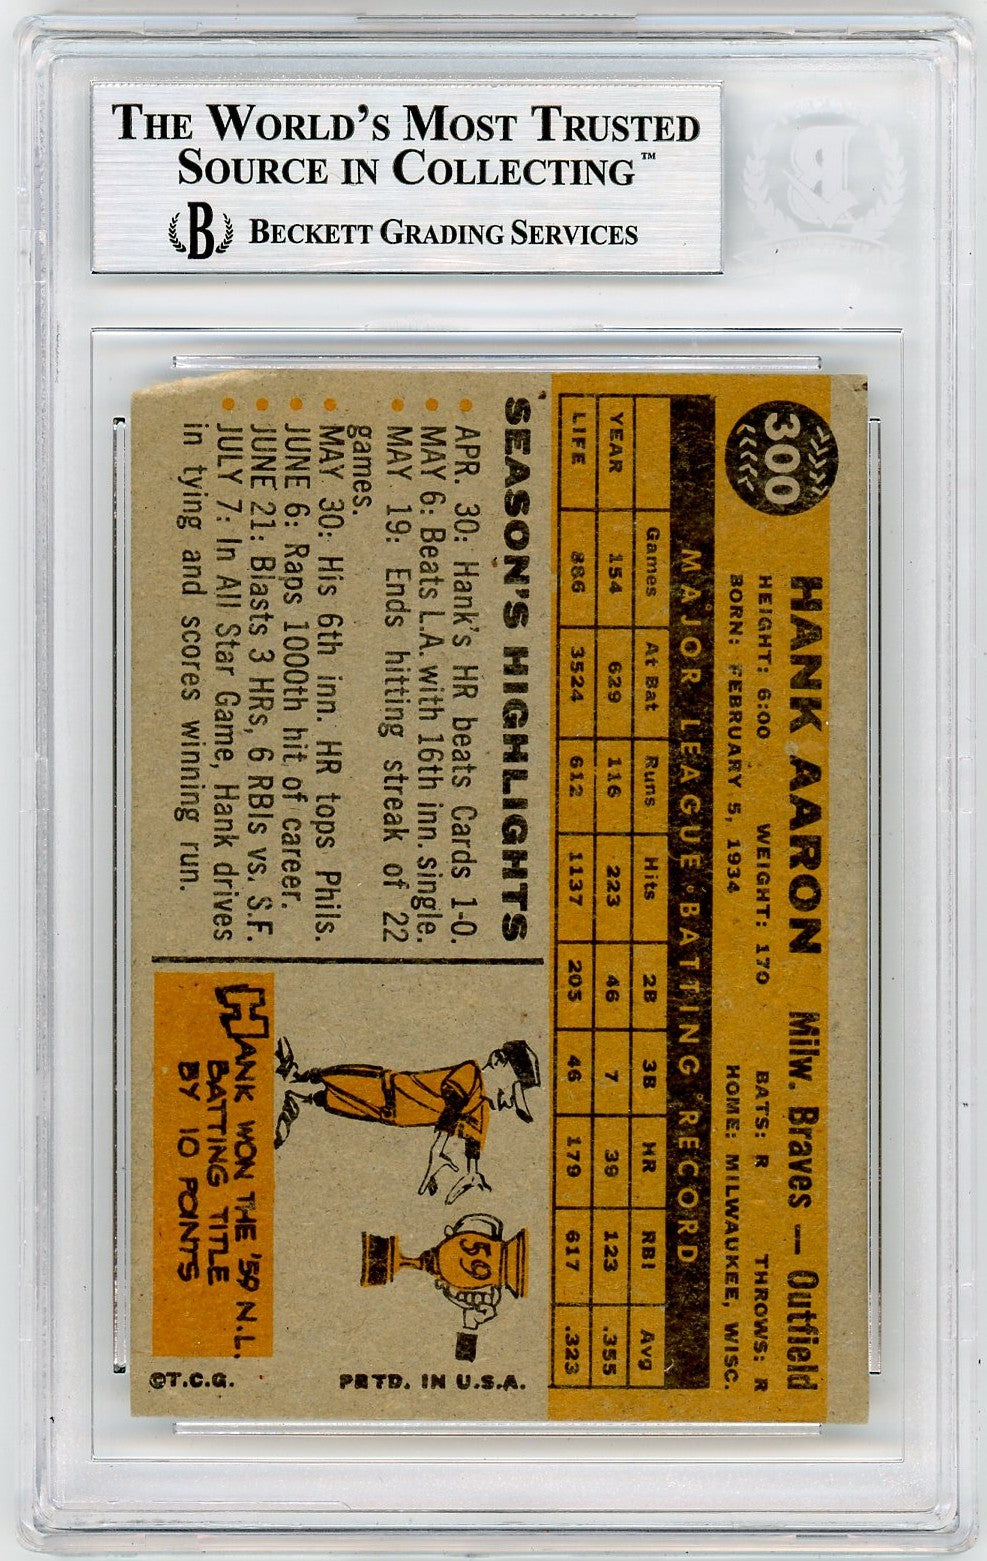 THE WORLD'S MOST TRUSTED
SOURCE IN COLLECTING™
B BECKETT GRADING SERVICES
300
HANK AARON Milw. Braves — Outfield
HEIGHT: 6:00 WEIGHT: 170 BATS: R THROWS: R
BORN: FEBRUARY 5, 1934 HOME: MILWAUKEE, WISC.
MAJOR LEAGUE BATTING RECORD
Games At Bat Runs Hits 2B 3B HR RBI Avg
YEAR 154 629 116 223 46 7 39 123 .355
LIFE 886 3524 612 1137 205 46 179 617 .323
SEASON'S HIGHLIGHTS
APR. 30: Hank's HR beats Cards 1-0.
MAY 6: Beats L.A. with 16th inn. single.
MAY 19: Ends hitting streak of 22
games.
MAY 30: His 6th inn. HR tops Phils.
JUNE 6: Raps 1000th hit of career.
JUNE 21: Blasts 3 HRs, 6 RBIs vs. S.F.
JULY 7: In All Star Game, Hank drives
in tying and scores winning run.
59
HANK WON THE '59 N.L.
BATTING TITLE
BY 10 POINTS
©T.C.G. PRTD. IN U.S.A.